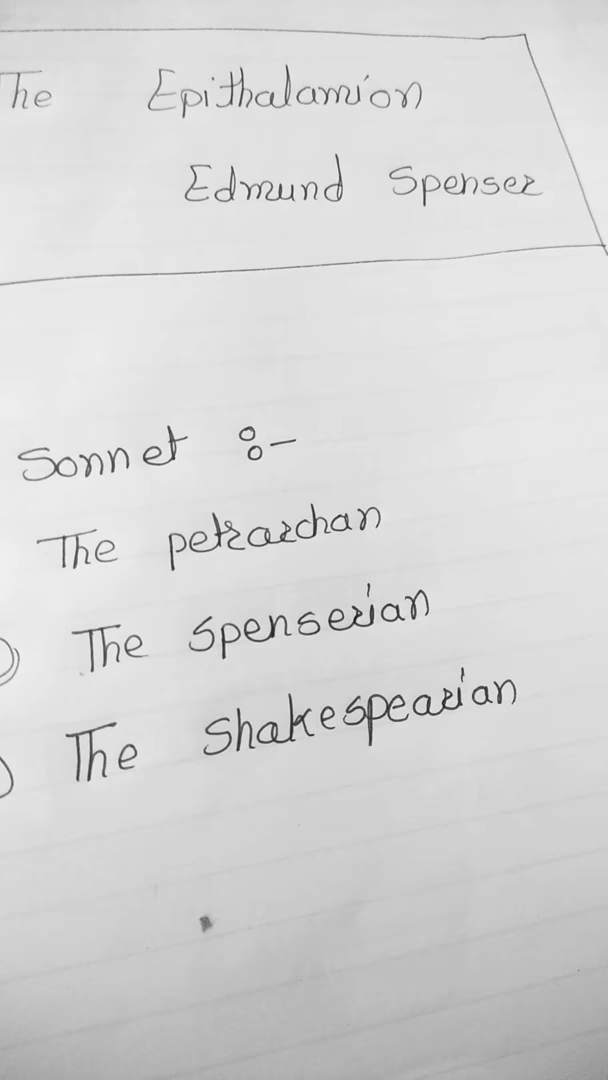 The Epithalamion
Edmund Spenser
Sonnet :-
The petrarchan
The Spenserian
The Shakespearian